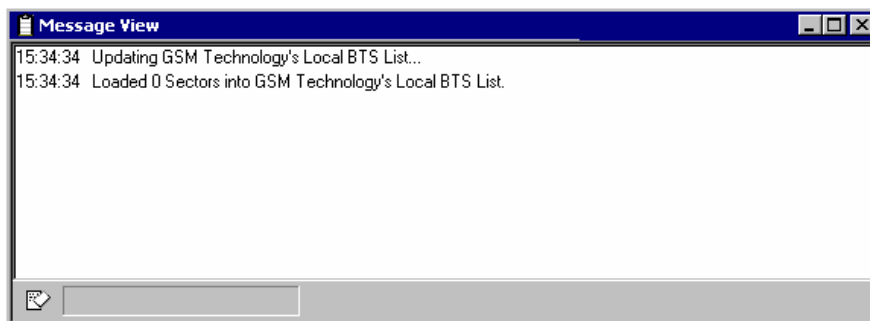 Message View
15:34:34 Updating GSM Technology's Local BTS List...
15:34:34 Loaded 0 Sectors into GSM Technology's Local BTS List.